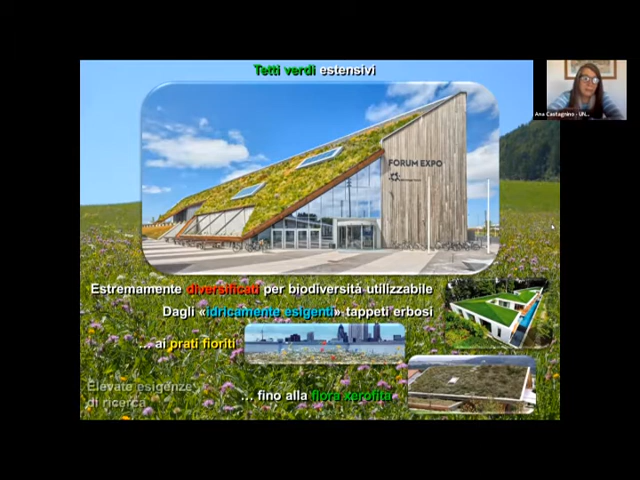 Tetti verdi estensivi
Ana Castagnino - UN...
FORUM EXPO
Estremamente diversificati per biodiversità utilizzabile
Dagli «idricamente esigenti» tappeti erbosi
... ai prati fioriti
Elevate esigenze
di ricerca
... fino alla flora xerofita